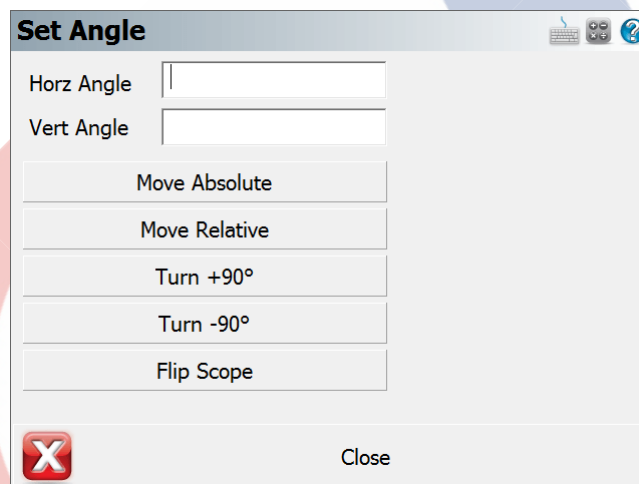 Set Angle
Horz Angle
Vert Angle
Move Absolute
Move Relative
Turn +90°
Turn -90°
Flip Scope
Close